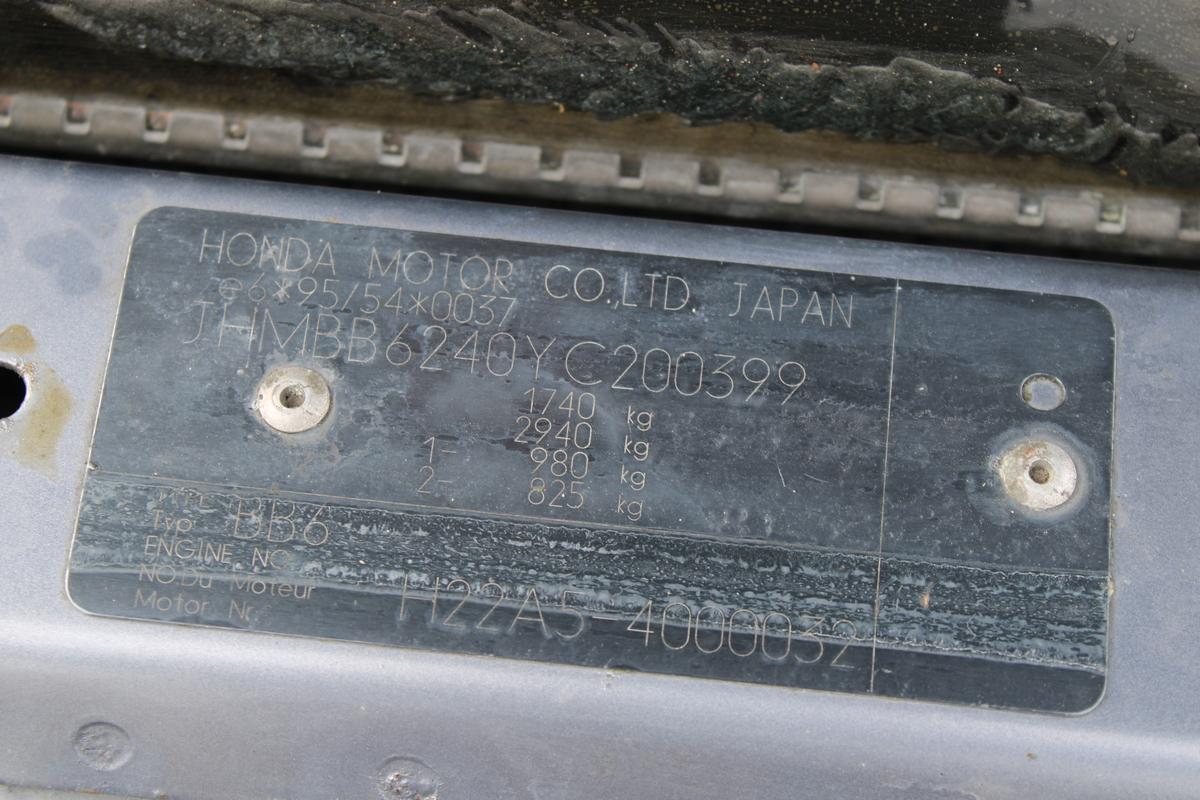 HONDA MOTOR CO.,LTD. JAPAN
e6*95/54*0037
JHMBB6240YC200399
1740 kg
2940 kg
1- 980 kg
2- 825 kg
TYPE
Typ: BB6
ENGINE NO.
NO.Du Moteur
Motor Nr. H22A5-4000032